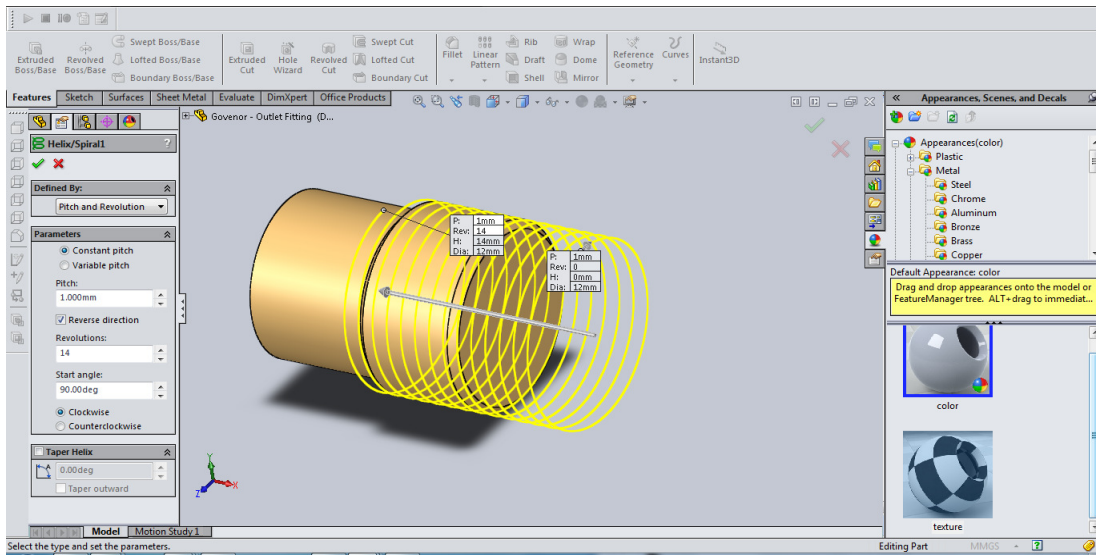 Extruded Boss/Base
Revolved Boss/Base
Swept Boss/Base
Lofted Boss/Base
Boundary Boss/Base
Extruded Cut
Hole Wizard
Revolved Cut
Swept Cut
Lofted Cut
Boundary Cut
Fillet
Linear Pattern
Rib
Draft
Shell
Wrap
Dome
Mirror
Reference Geometry
Curves
Instant3D
Features Sketch Surfaces Sheet Metal Evaluate DimXpert Office Products
Govenor - Outlet Fitting (D...
Helix/Spiral1 ?
Defined By:
Pitch and Revolution
Parameters
Constant pitch
Variable pitch
Pitch:
1.000mm
Reverse direction
Revolutions:
14
Start angle:
90.00deg
Clockwise
Counterclockwise
Taper Helix
0.00deg
Taper outward
P: 1mm
Rev: 14
H: 14mm
Dia: 12mm
P: 1mm
Rev: 0
H: 0mm
Dia: 12mm
Y
X
Z
Appearances, Scenes, and Decals
Appearances(color)
Plastic
Metal
Steel
Chrome
Aluminum
Bronze
Brass
Copper
Default Appearance: color
Drag and drop appearances onto the model or
FeatureManager tree. ALT+drag to immediat...
color
texture
Model Motion Study 1
Select the type and set the parameters. Editing Part MMGS ?